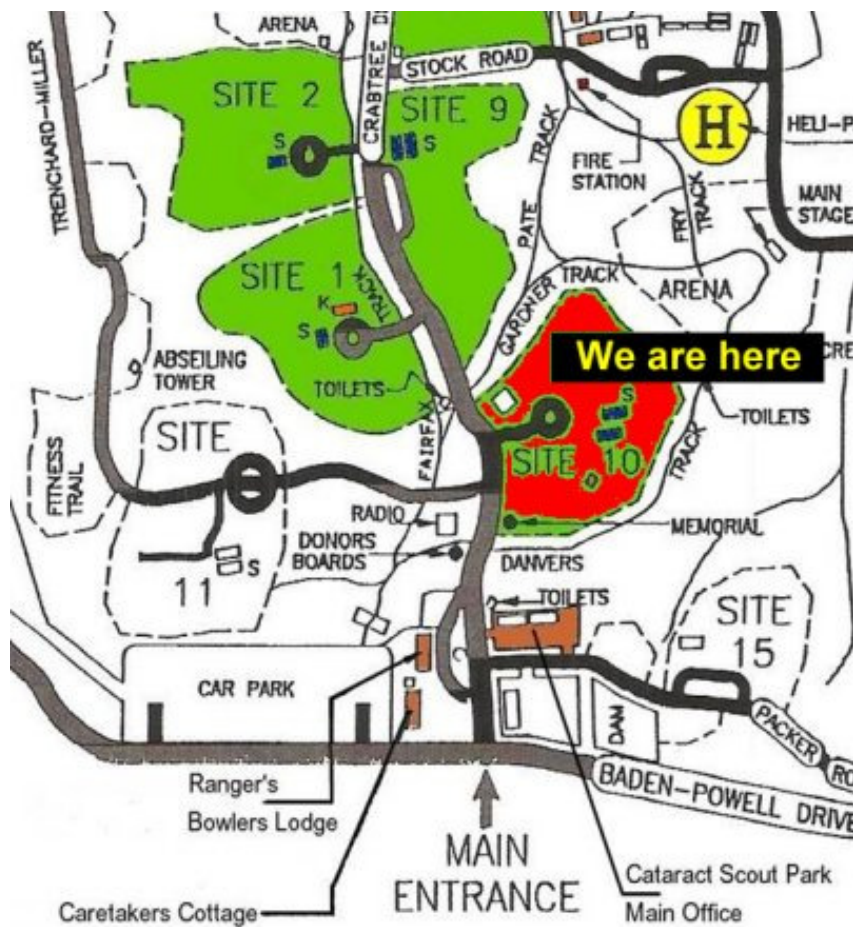 ARENA
CRABTREE
STOCK ROAD
SITE 2
SITE 9
S
S
TRENCHARD-MILLER
H
HELI-P
FIRE
STATION
PATE
TRACK
FRY
TRACK
MAIN
STAGE
SITE 1
TRACK
K
S
GARDNER TRACK
ARENA
We are here
CRE
ABSEILING
TOWER
TOILETS
S
TOILETS
FITNESS
TRAIL
SITE
11
S
FAIRFAX
SITE 10
TRACK
RADIO
MEMORIAL
DONORS
BOARDS
DANVERS
TOILETS
SITE
15
CAR PARK
DAM
PACKER RO
BADEN-POWELL DRIVE
Ranger's
Bowlers Lodge
MAIN
ENTRANCE
Cataract Scout Park
Main Office
Caretakers Cottage